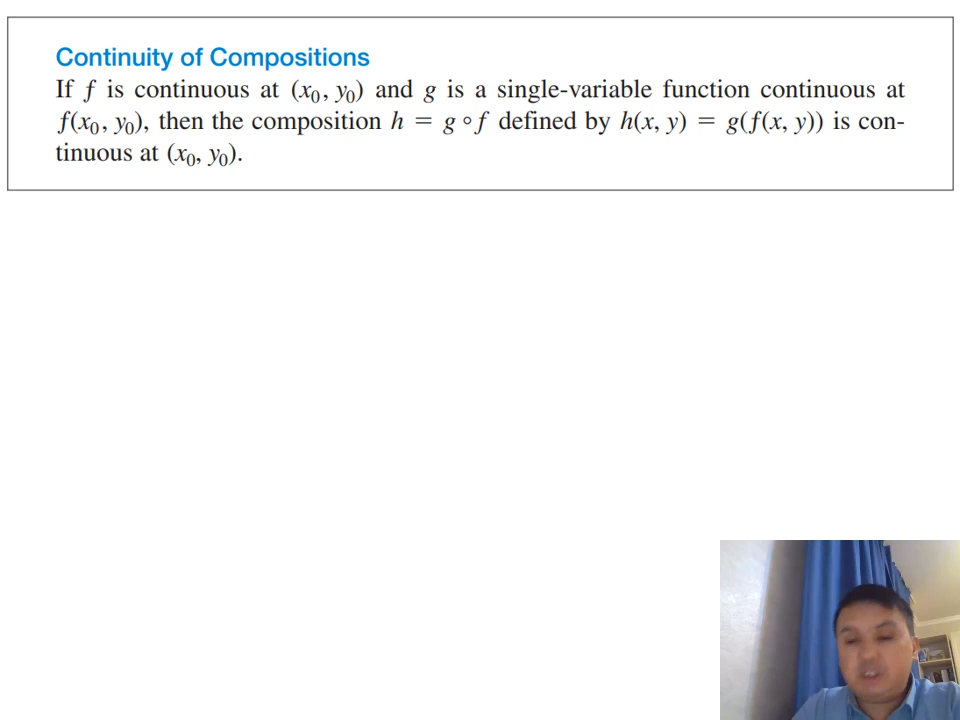 Continuity of Compositions
If f is continuous at (x₀, y₀) and g is a single-variable function continuous at
f(x₀, y₀), then the composition h = g ∘ f defined by h(x, y) = g(f(x, y)) is con-
tinuous at (x₀, y₀).